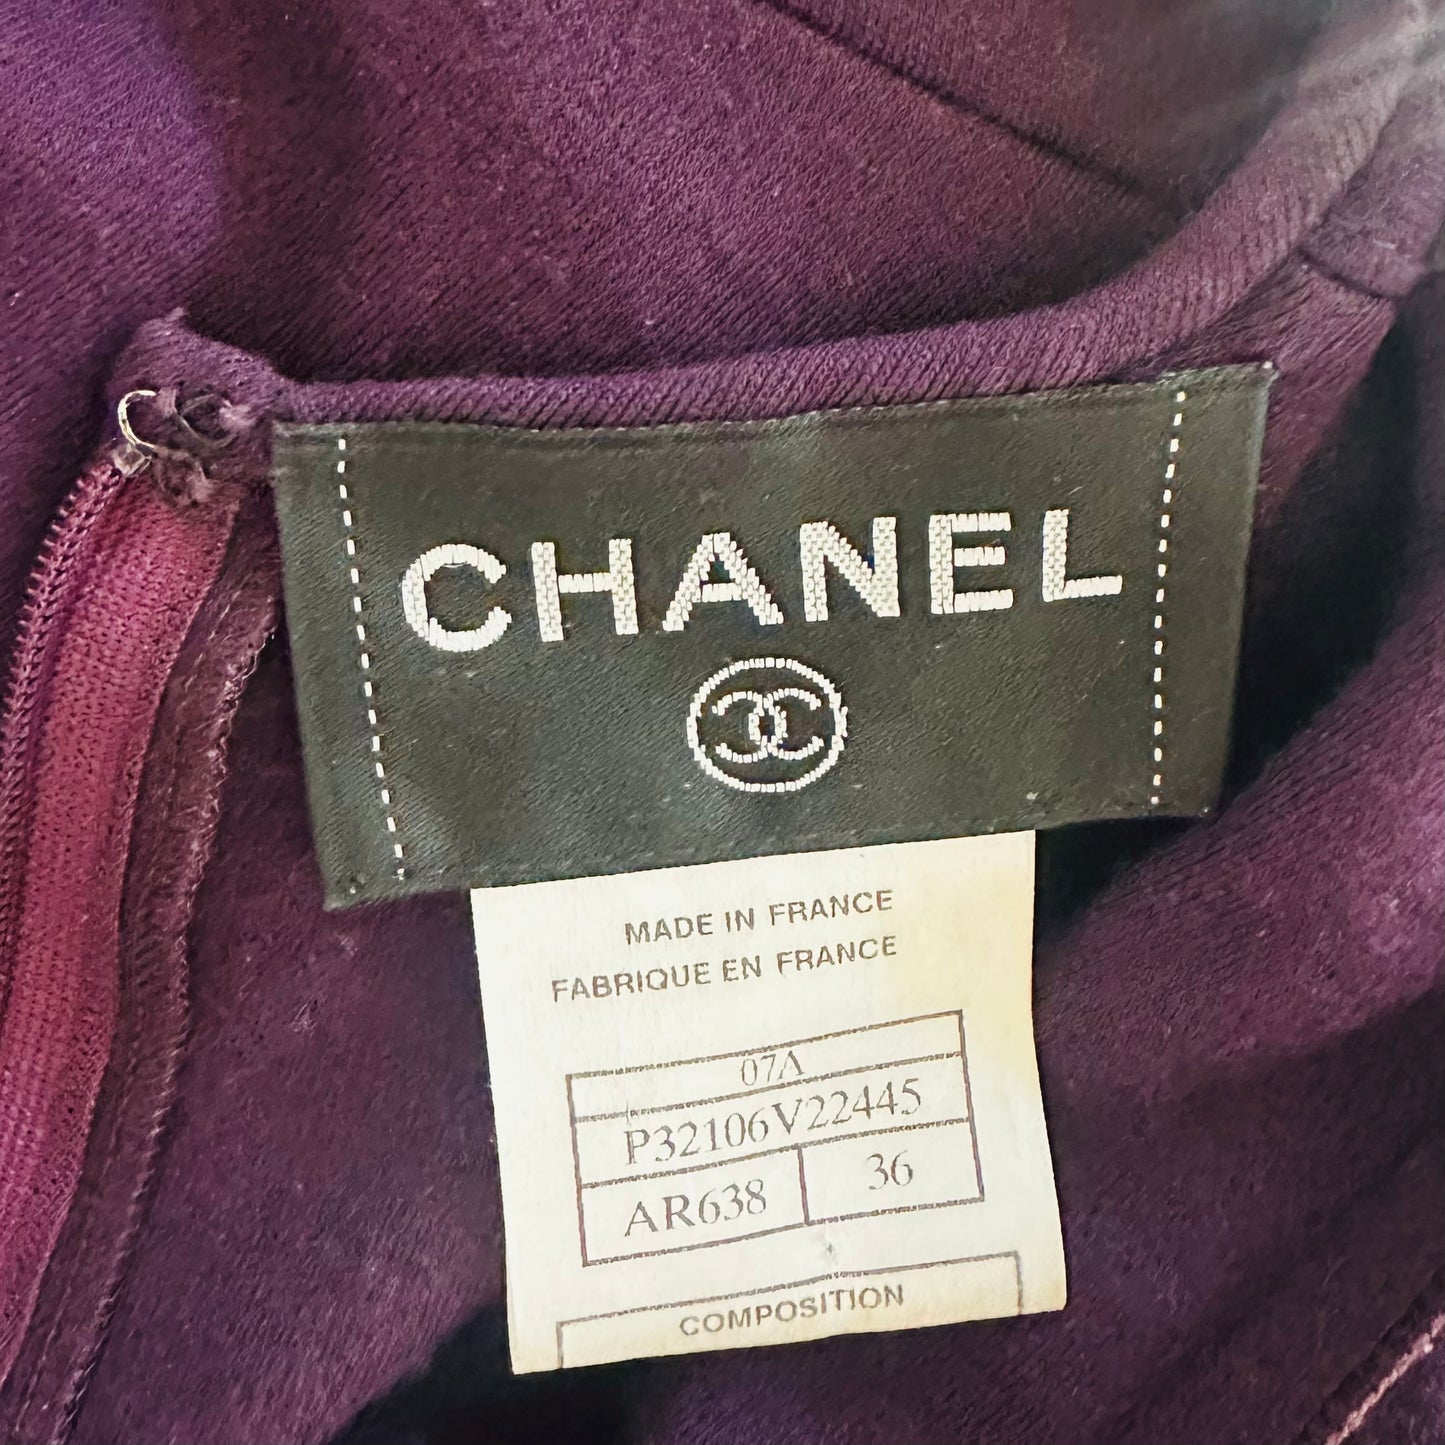 CHANEL
MADE IN FRANCE
FABRIQUE EN FRANCE
07A
P32106V22445
AR638 36
COMPOSITION